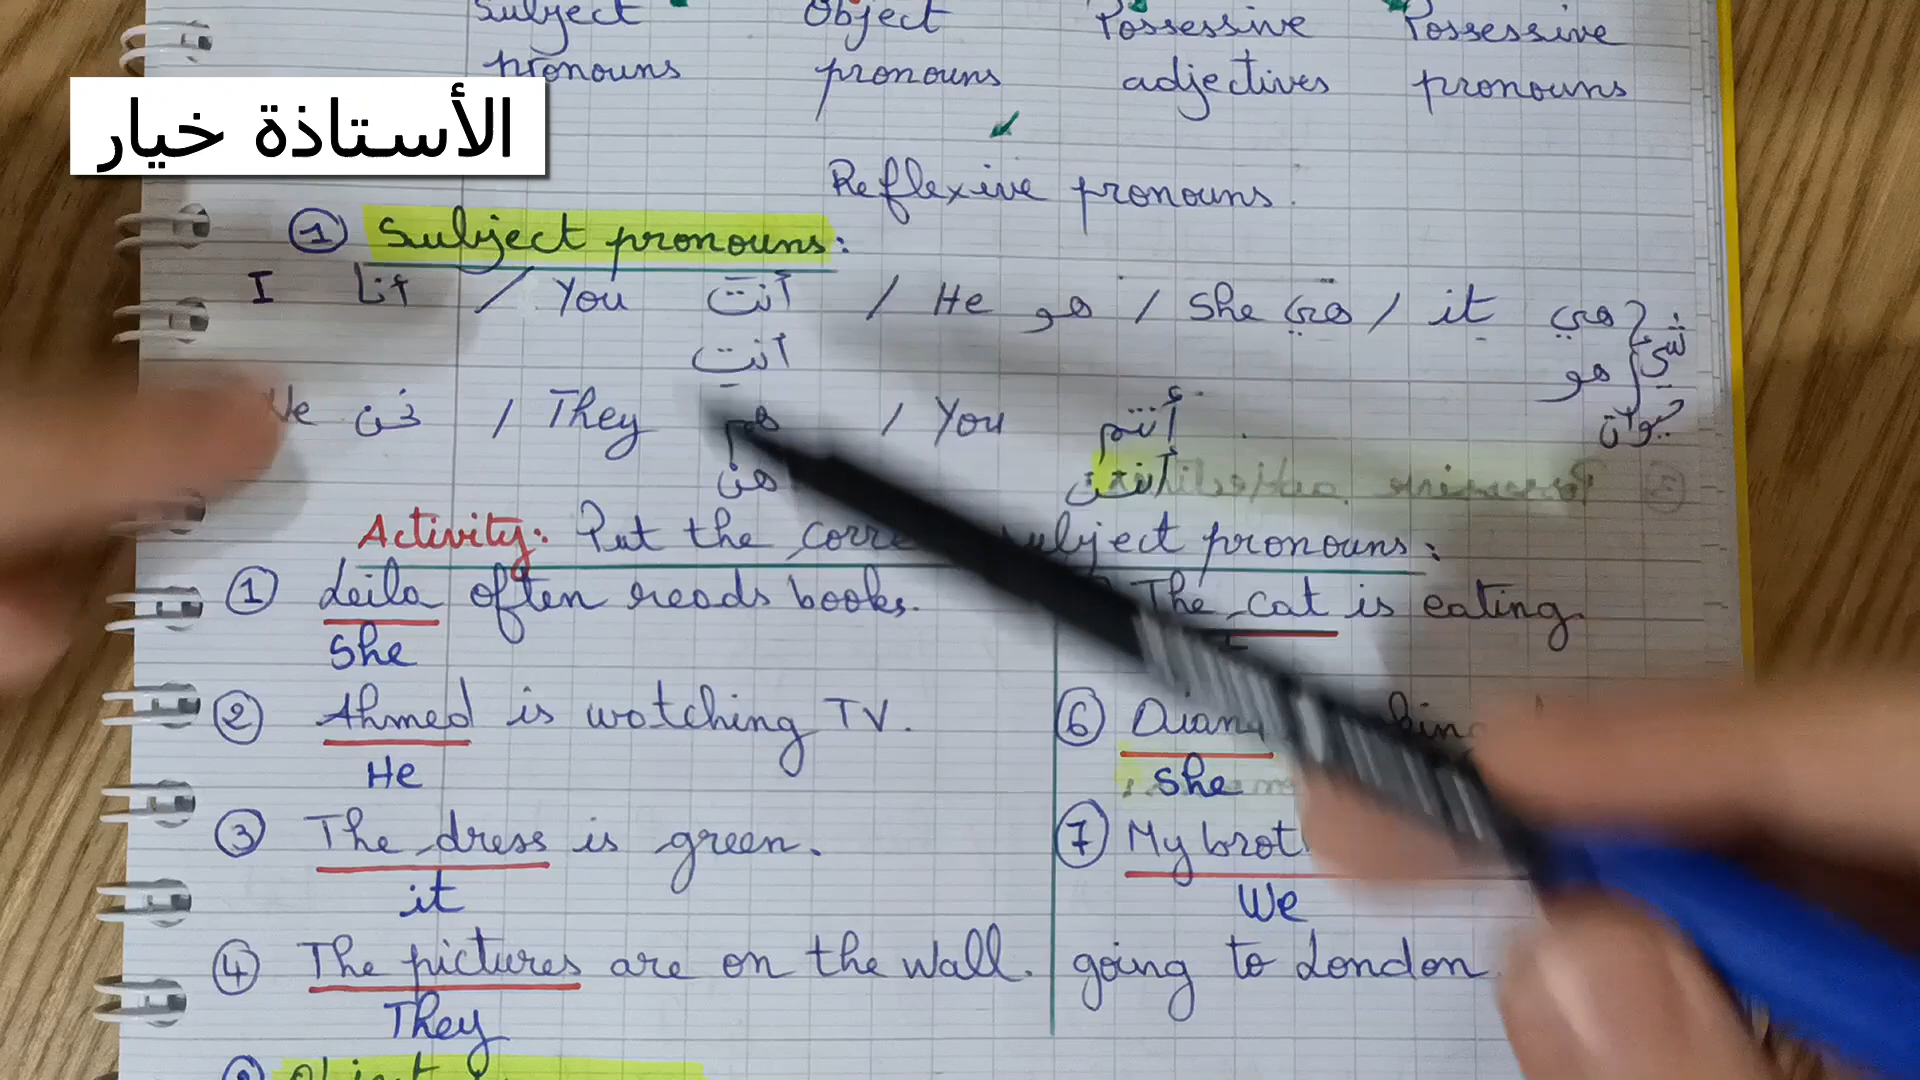 Subject Object Possessive Possessive
pronouns pronouns adjectives pronouns
الأستاذة خيار
Reflexive pronouns.
① Subject pronouns:
I أنا / You أنتَ / He هو / She هي / it هي شيئ
أنتِ هو حيوان
We نحن / They هم / You أنتم
هن أنتن
Activity: Put the subject pronouns:
① Leila often reads books.
She
The cat is eating.
② Ahmed is watching TV.
He
⑥
she
③ The dress is green.
it
⑦ My
We
④ The pictures are on the wall.
They
going to London